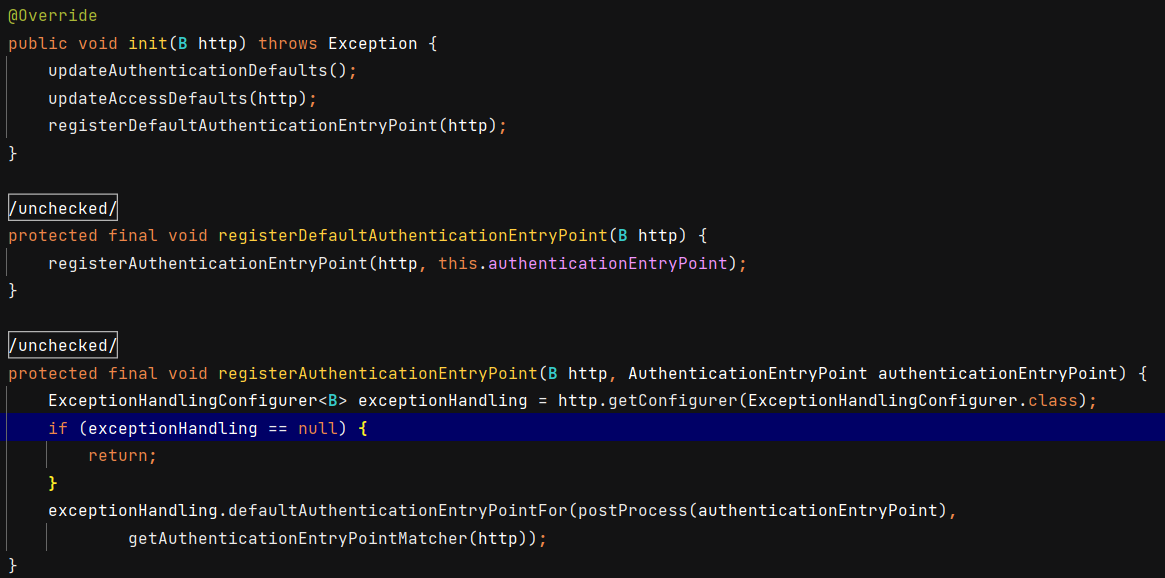 @Override
public void init(B http) throws Exception {
    updateAuthenticationDefaults();
    updateAccessDefaults(http);
    registerDefaultAuthenticationEntryPoint(http);
}
/unchecked/
protected final void registerDefaultAuthenticationEntryPoint(B http) {
    registerAuthenticationEntryPoint(http, this.authenticationEntryPoint);
}
/unchecked/
protected final void registerAuthenticationEntryPoint(B http, AuthenticationEntryPoint authenticationEntryPoint) {
    ExceptionHandlingConfigurer<B> exceptionHandling = http.getConfigurer(ExceptionHandlingConfigurer.class);
    if (exceptionHandling == null) {
        return;
    }
    exceptionHandling.defaultAuthenticationEntryPointFor(postProcess(authenticationEntryPoint),
            getAuthenticationEntryPointMatcher(http));
}